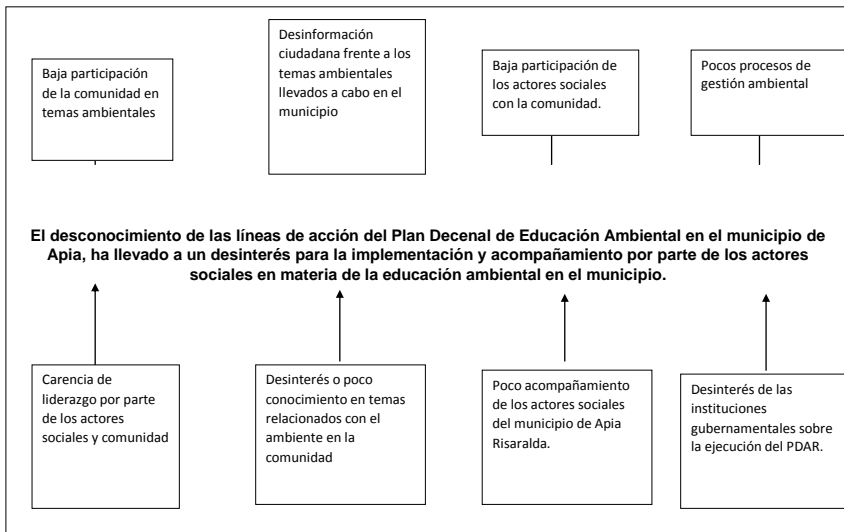 Baja participación
de la comunidad en
temas ambientales
Desinformación
ciudadana frente a los
temas ambientales
llevados a cabo en el
municipio
Baja participación de
los actores sociales
con la comunidad.
Pocos procesos de
gestión ambiental
El desconocimiento de las líneas de acción del Plan Decenal de Educación Ambiental en el municipio de
Apia, ha llevado a un desinterés para la implementación y acompañamiento por parte de los actores
sociales en materia de la educación ambiental en el municipio.
Carencia de
liderazgo por parte
de los actores
sociales y comunidad
Desinterés o poco
conocimiento en temas
relacionados con el
ambiente en la
comunidad
Poco acompañamiento
de los actores sociales
del municipio de Apia
Risaralda.
Desinterés de las
instituciones
gubernamentales sobre
la ejecución del PDAR.